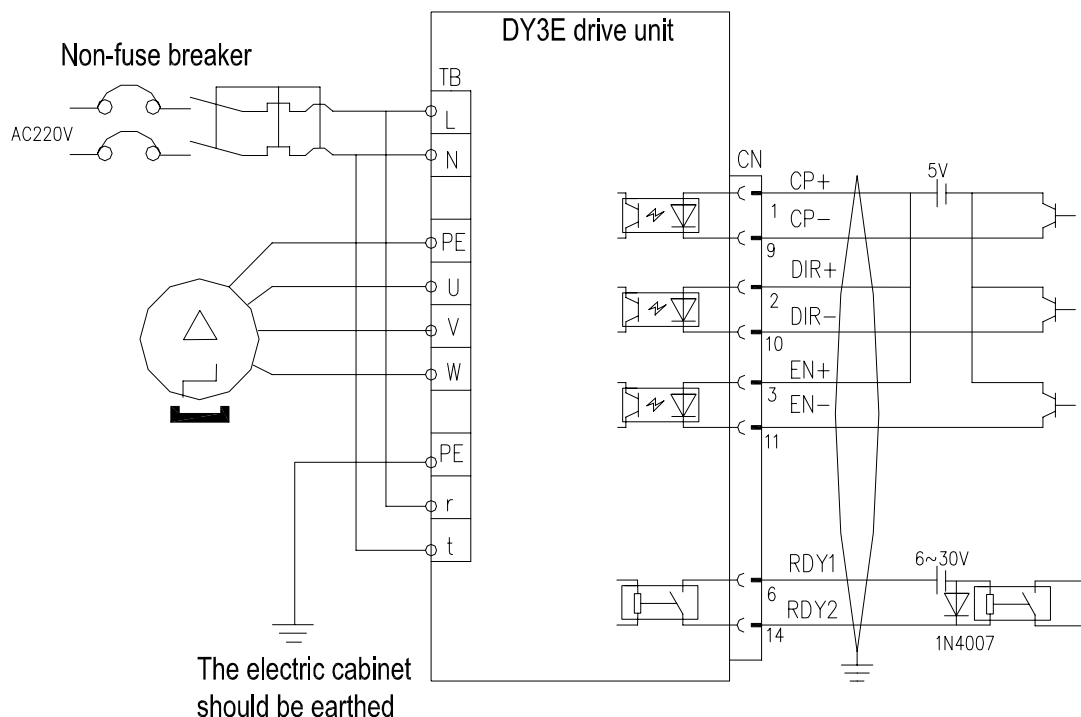 DY3E drive unit
Non-fuse breaker
TB
L
AC220V
N
CN
5V
CP+
1
CP-
9
PE
DIR+
2
U
DIR-
10
V
EN+
W
3
EN-
11
PE
r
RDY1
6~30V
t
6
RDY2
14
1N4007
The electric cabinet
should be earthed